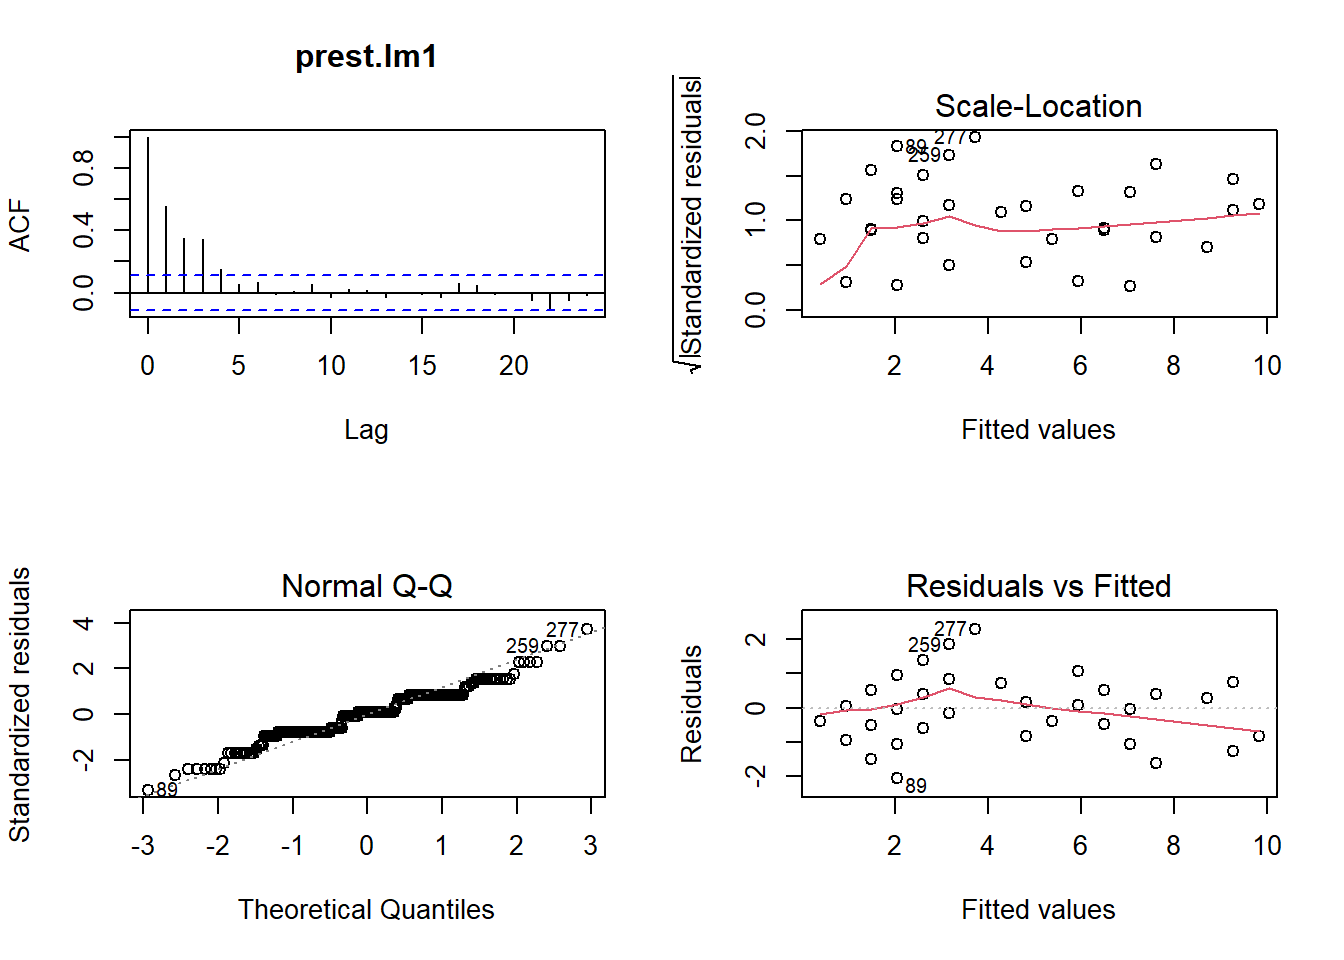 prest.lm1
ACF
0.0 0.4 0.8
0 5 10 15 20
Lag
Scale-Location
√|Standardized residuals|
0.0 1.0 2.0
277
89
259
2 4 6 8 10
Fitted values
Normal Q-Q
Standardized residuals
-2 0 2 4
277
259
89
-3 -2 -1 0 1 2 3
Theoretical Quantiles
Residuals vs Fitted
Residuals
-2 0 2
277
259
89
2 4 6 8 10
Fitted values